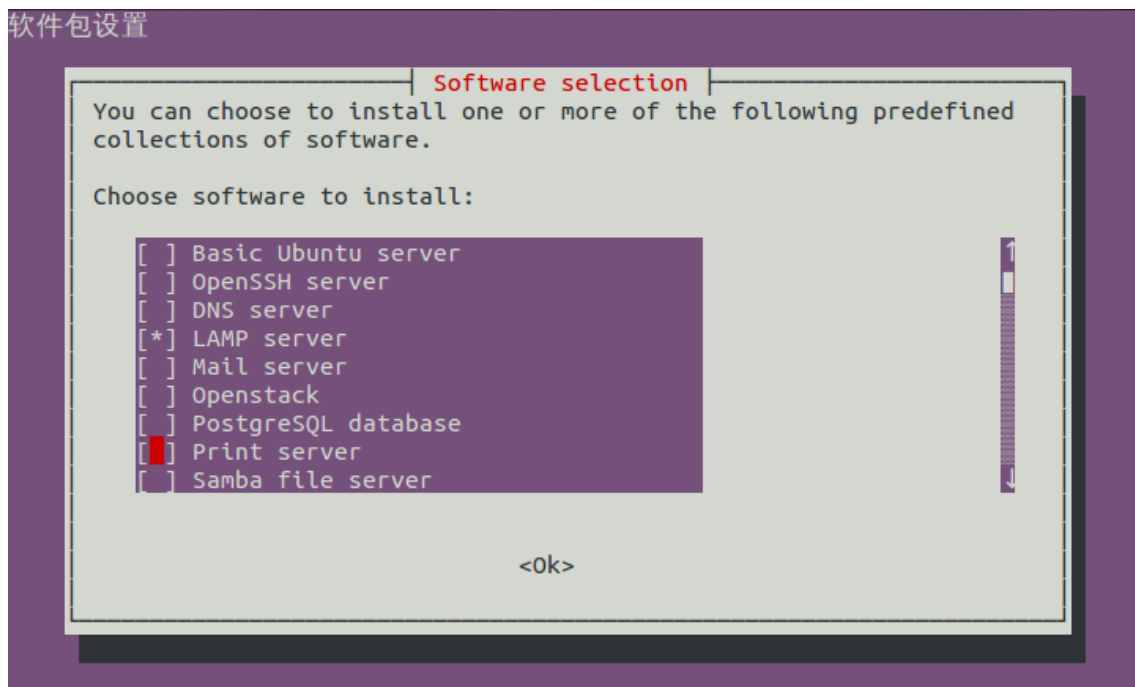 软件包设置
Software selection
You can choose to install one or more of the following predefined
collections of software.
Choose software to install:
[ ] Basic Ubuntu server
[ ] OpenSSH server
[ ] DNS server
[*] LAMP server
[ ] Mail server
[ ] Openstack
[ ] PostgreSQL database
[ ] Print server
[ ] Samba file server
<Ok>